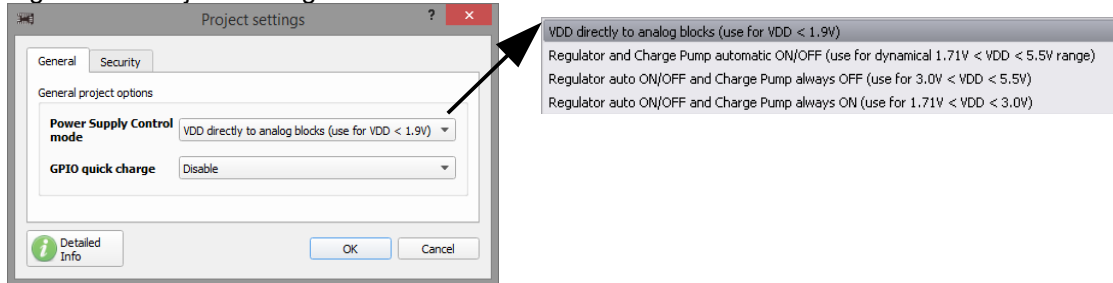 Project settings
?
×
General
Security
General project options
Power Supply Control
mode
VDD directly to analog blocks (use for VDD < 1.9V)
GPIO quick charge
Disable
i
Detailed
Info
OK
Cancel
VDD directly to analog blocks (use for VDD < 1.9V)
Regulator and Charge Pump automatic ON/OFF (use for dynamical 1.71V < VDD < 5.5V range)
Regulator auto ON/OFF and Charge Pump always OFF (use for 3.0V < VDD < 5.5V)
Regulator auto ON/OFF and Charge Pump always ON (use for 1.71V < VDD < 3.0V)